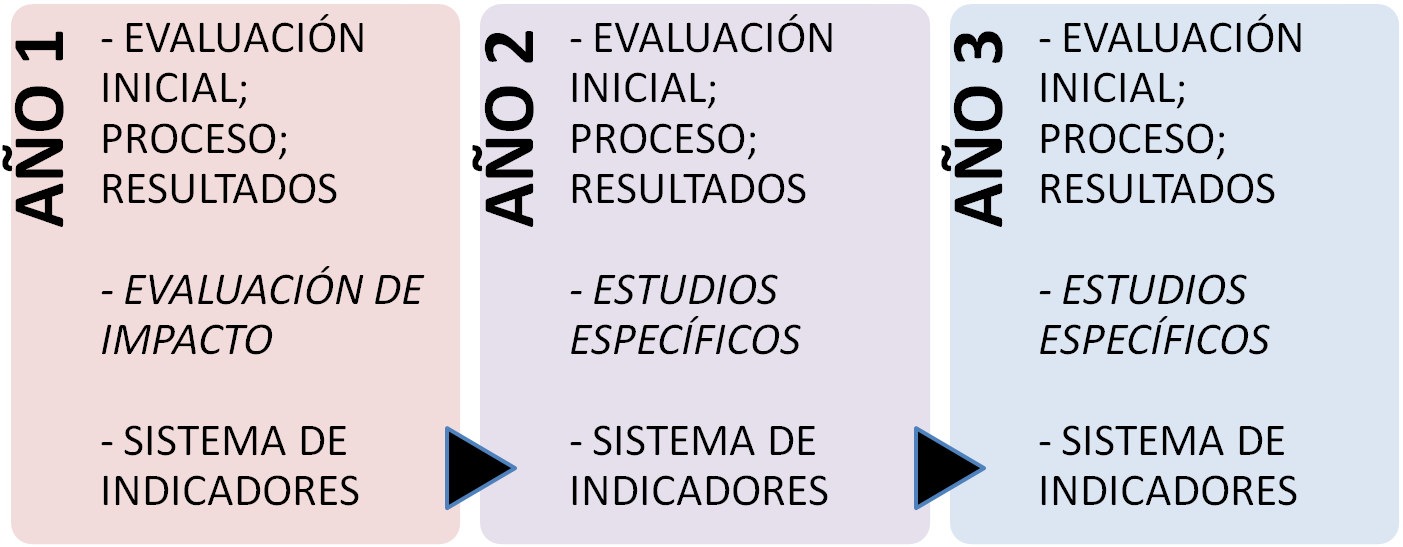 AÑO 1
- EVALUACIÓN
INICIAL;
PROCESO;
RESULTADOS
- EVALUACIÓN DE
IMPACTO
- SISTEMA DE
INDICADORES
AÑO 2
- EVALUACIÓN
INICIAL;
PROCESO;
RESULTADOS
- ESTUDIOS
ESPECÍFICOS
- SISTEMA DE
INDICADORES
AÑO 3
- EVALUACIÓN
INICIAL;
PROCESO;
RESULTADOS
- ESTUDIOS
ESPECÍFICOS
- SISTEMA DE
INDICADORES